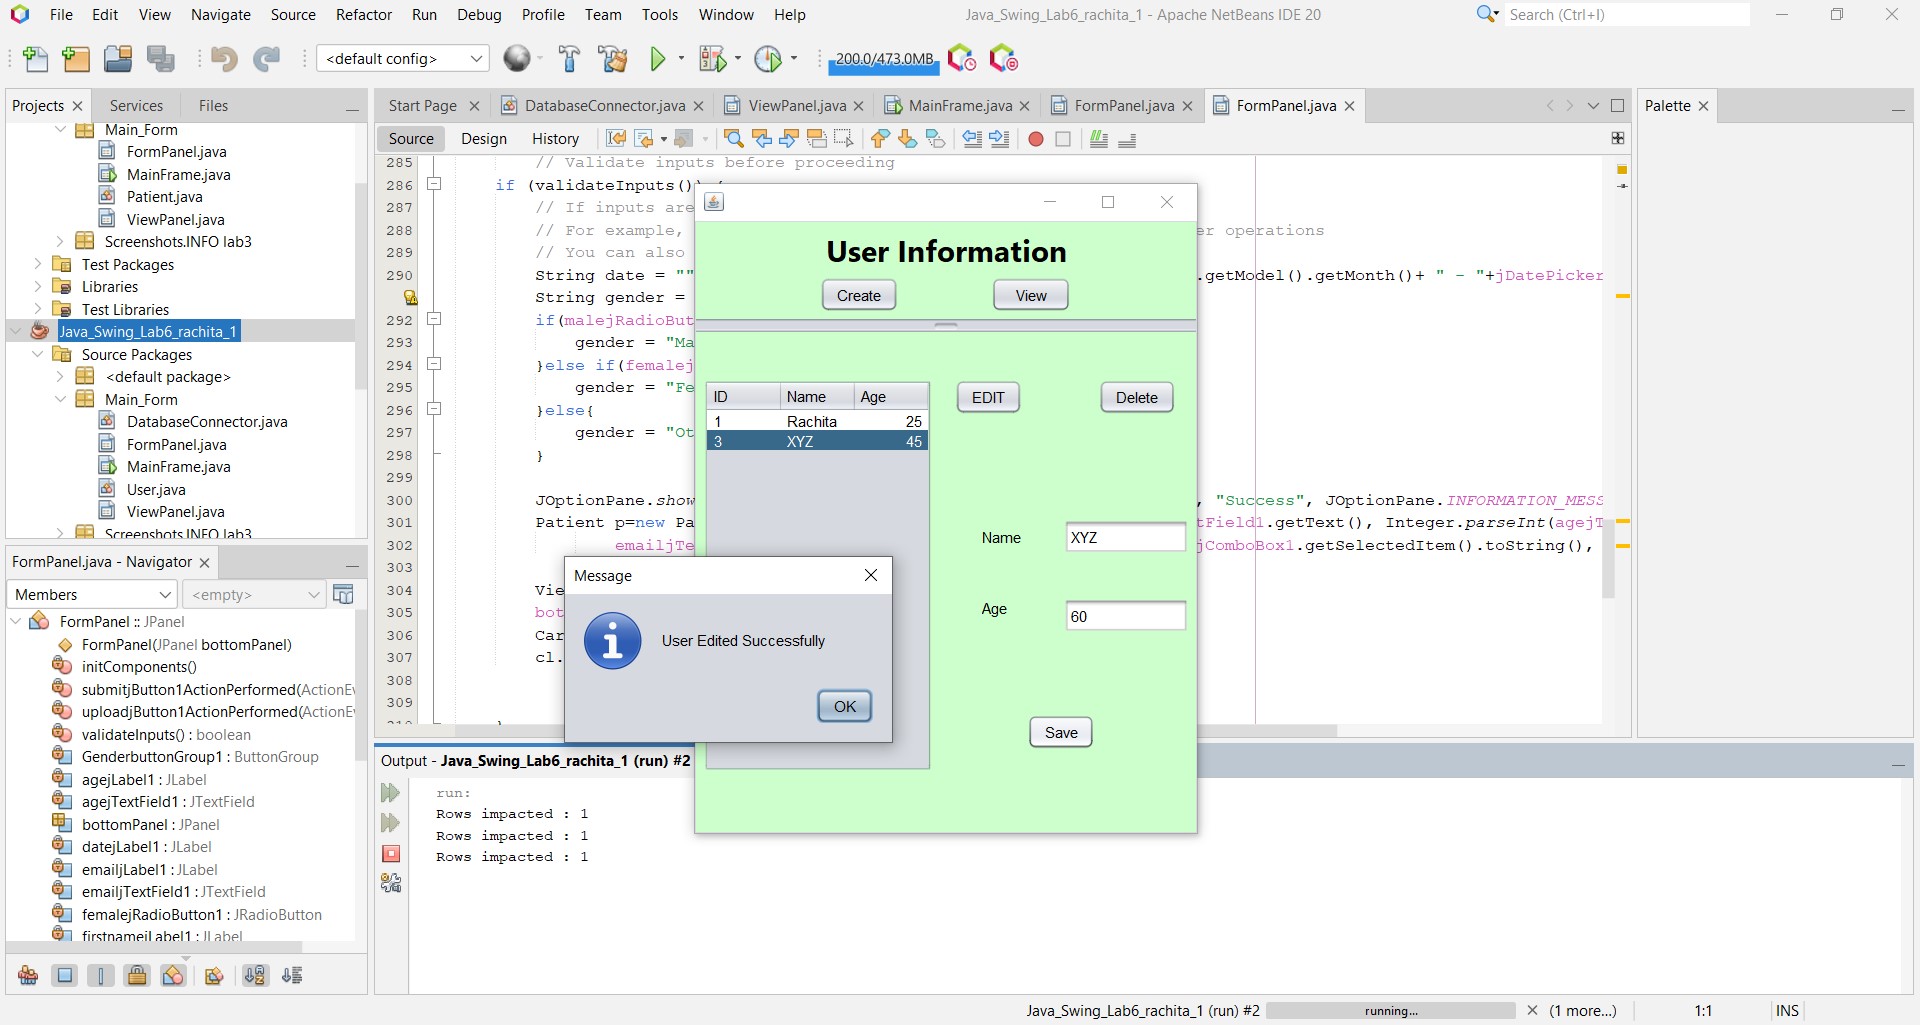 File Edit View Navigate Source Refactor Run Debug Profile Team Tools Window Help
Java_Swing_Lab6_rachita_1 - Apache NetBeans IDE 20
Search (Ctrl+I)
<default config>
200.0/473.0MB
Projects Services Files
Main_Form
FormPanel.java
MainFrame.java
Patient.java
ViewPanel.java
Screenshots.INFO lab3
Test Packages
Libraries
Test Libraries
Java_Swing_Lab6_rachita_1
Source Packages
<default package>
Main_Form
DatabaseConnector.java
FormPanel.java
MainFrame.java
User.java
ViewPanel.java
Screenshots.INFO lab3
FormPanel.java - Navigator
Members <empty>
FormPanel :: JPanel
FormPanel(JPanel bottomPanel)
initComponents()
submitjButton1ActionPerformed(ActionEv
uploadjButton1ActionPerformed(ActionEv
validateInputs() : boolean
GenderbuttonGroup1 : ButtonGroup
agejLabel1 : JLabel
agejTextField1 : JTextField
bottomPanel : JPanel
datejLabel1 : JLabel
emailjLabel1 : JLabel
emailjTextField1 : JTextField
femalejRadioButton1 : JRadioButton
firstnamejLabel1 : JLabel
Start Page DatabaseConnector.java ViewPanel.java MainFrame.java FormPanel.java FormPanel.java
Source Design History
285 // Validate inputs before proceeding
286 if (validateInputs()) {
287 // If inputs are
288 // For example, er operations
289 // You can also
290 String date = "" .getModel().getMonth()+ " - "+jDatePicker
String gender =
292 if(malejRadioBut
293 gender = "Ma
294 }else if(femalej
295 gender = "Fe
296 }else{
297 gender = "Ot
298 }
299
300 JOptionPane.show , "Success", JOptionPane.INFORMATION_MESS
301 Patient p=new Pa tField1.getText(), Integer.parseInt(agejT
302 emailjTe jComboBox1.getSelectedItem().toString(),
303
304 Vie
305 bot
306 Car
307 cl.
308
309
310
User Information
Create View
ID Name Age
1 Rachita 25
3 XYZ 45
EDIT Delete
Name XYZ
Age 60
Save
Message
User Edited Successfully
OK
Palette
Output - Java_Swing_Lab6_rachita_1 (run) #2
run:
Rows impacted : 1
Rows impacted : 1
Rows impacted : 1
Java_Swing_Lab6_rachita_1 (run) #2 running... (1 more...) 1:1 INS